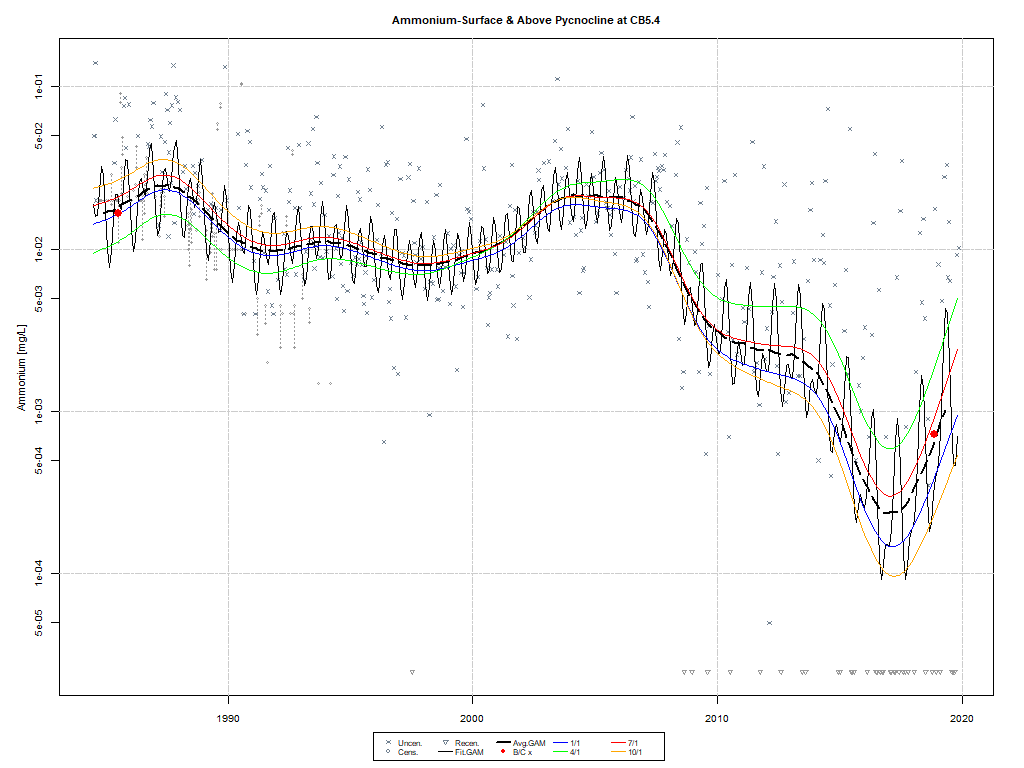 Ammonium-Surface & Above Pycnocline at CB5.4
Ammonium [mg/L]
1e-01
5e-02
1e-02
5e-03
1e-03
5e-04
1e-04
5e-05
1990 2000 2010 2020
Uncen. Recen. Avg.GAM 1/1 7/1
Cens. Fit.GAM B/C x 4/1 10/1